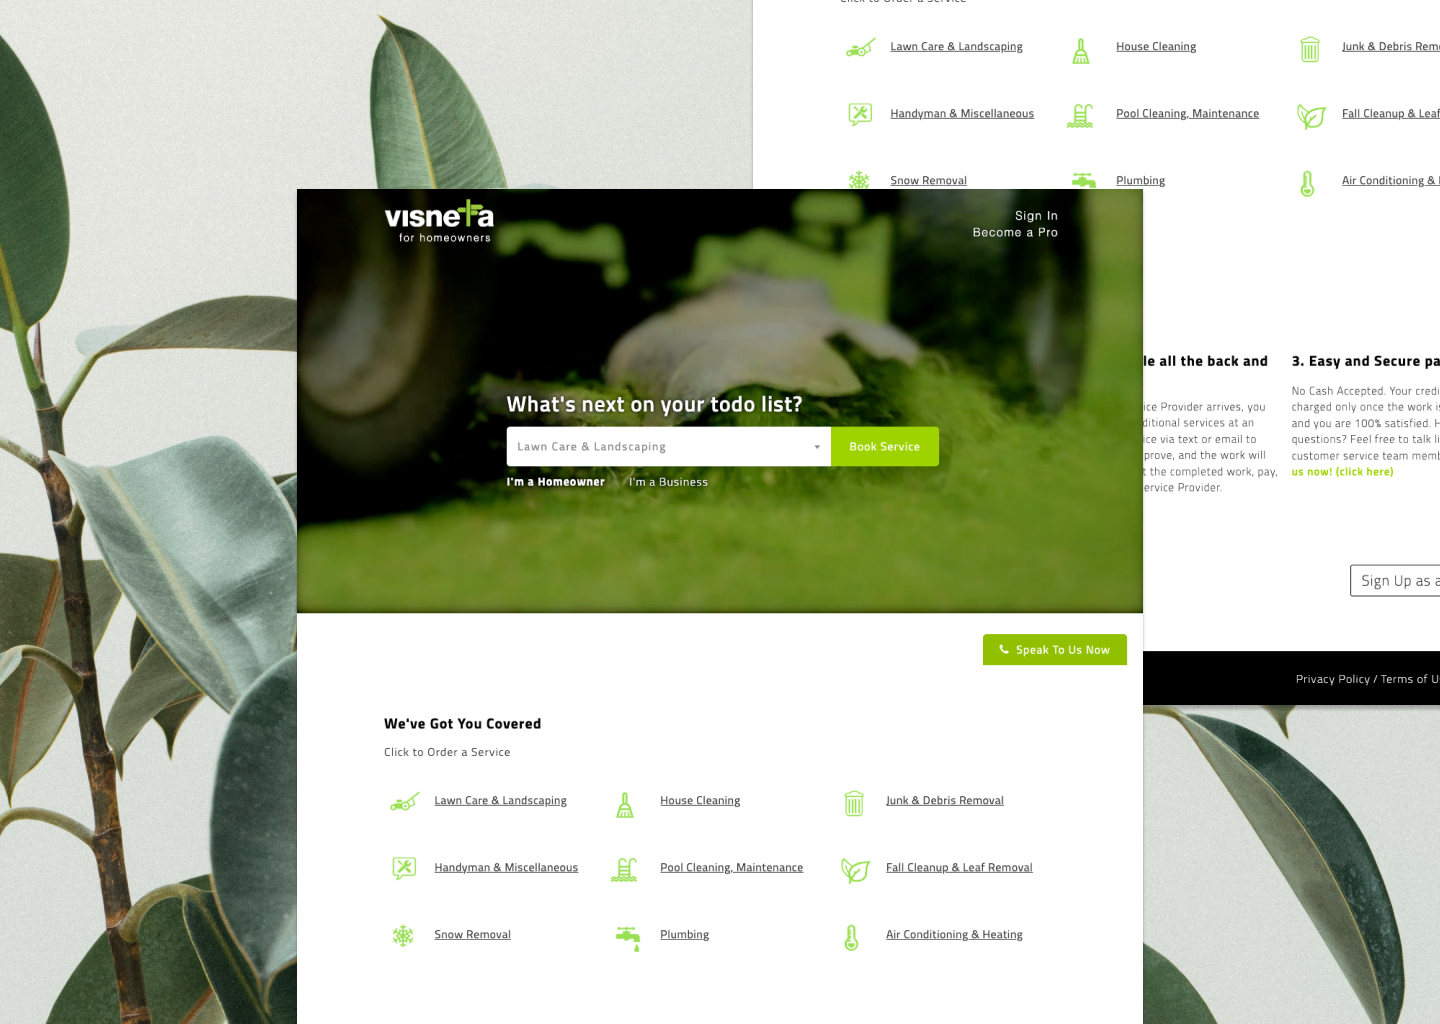 Click to Order a Service
Lawn Care & Landscaping
House Cleaning
Junk & Debris Rem
Handyman & Miscellaneous
Pool Cleaning, Maintenance
Fall Cleanup & Leaf
Snow Removal
Plumbing
Air Conditioning &
le all the back and
ice Provider arrives, you
ditional services at an
ice via text or email to
prove, and the work will
t the completed work, pay,
ervice Provider.
3. Easy and Secure pa
No Cash Accepted. Your credi
charged only once the work is
and you are 100% satisfied. H
questions? Feel free to talk li
customer service team memb
us now! (click here)
Sign Up as a
Privacy Policy / Terms of U
visneta
for homeowners
Sign In
Become a Pro
What's next on your todo list?
Lawn Care & Landscaping
Book Service
I'm a Homeowner
I'm a Business
Speak To Us Now
We've Got You Covered
Click to Order a Service
Lawn Care & Landscaping
House Cleaning
Junk & Debris Removal
Handyman & Miscellaneous
Pool Cleaning, Maintenance
Fall Cleanup & Leaf Removal
Snow Removal
Plumbing
Air Conditioning & Heating